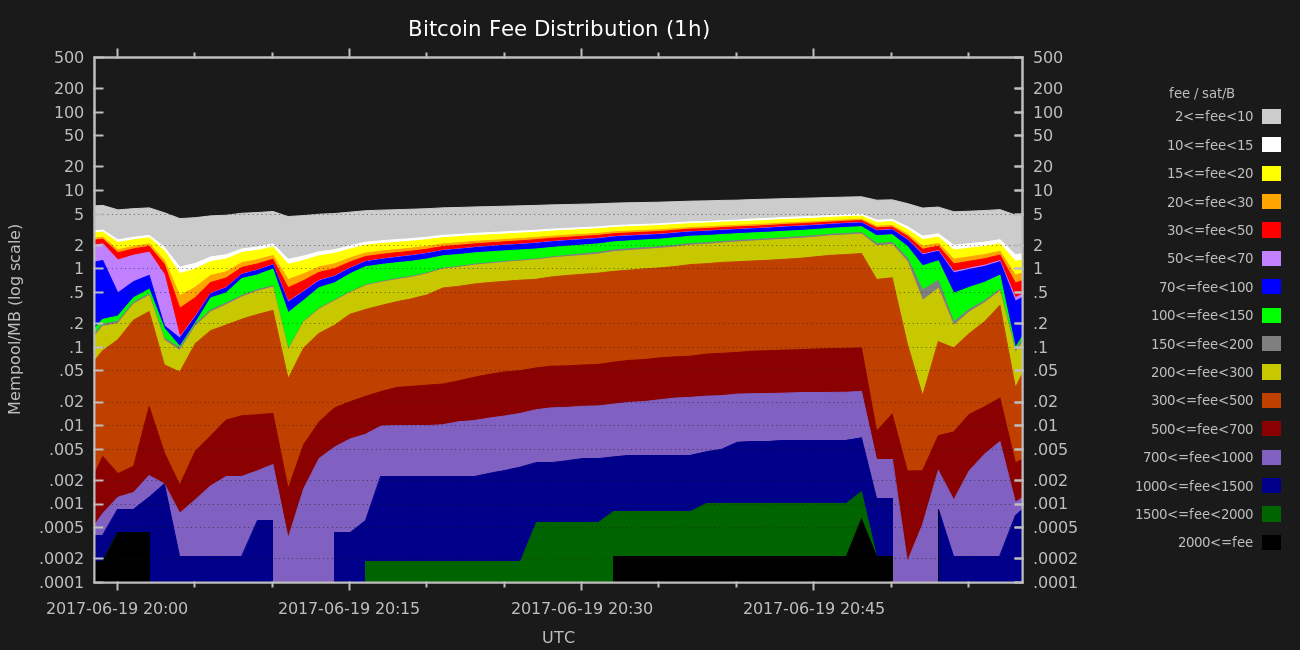 Bitcoin Fee Distribution (1h)
500 500
200 200
100 100
50 50
20 20
10 10
5 5
2 2
1 1
.5 .5
.2 .2
.1 .1
.05 .05
.02 .02
.01 .01
.005 .005
.002 .002
.001 .001
.0005 .0005
.0002 .0002
.0001 .0001
Mempool/MB (log scale)
2017-06-19 20:00 2017-06-19 20:15 2017-06-19 20:30 2017-06-19 20:45
UTC
fee / sat/B
2<=fee<10
10<=fee<15
15<=fee<20
20<=fee<30
30<=fee<50
50<=fee<70
70<=fee<100
100<=fee<150
150<=fee<200
200<=fee<300
300<=fee<500
500<=fee<700
700<=fee<1000
1000<=fee<1500
1500<=fee<2000
2000<=fee